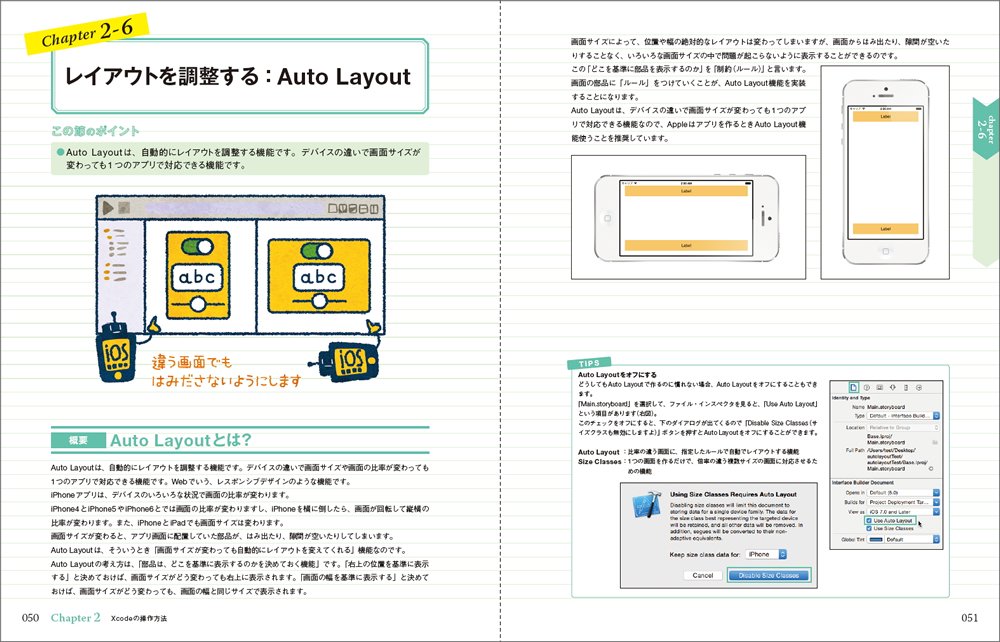 Chapter 2-6
レイアウトを調整する：Auto Layout
この節のポイント
●Auto Layoutは、自動的にレイアウトを調整する機能です。デバイスの違いで画面サイズが
変わっても1つのアプリで対応できる機能です。
abc
abc
iOS
iOS
違う画面でも
はみださないようにします
概要 Auto Layoutとは?
Auto Layoutは、自動的にレイアウトを調整する機能です。デバイスの違いで画面サイズや画面の比率が変わっても
1つのアプリで対応できる機能です。Webでいう、レスポンシブデザインのような機能です。
iPhoneアプリは、デバイスのいろいろな状況で画面の比率が変わります。
iPhone4とiPhone5やiPhone6とでは画面の比率が変わりますし、iPhoneを横に倒したら、画面が回転して縦横の
比率が変わります。また、iPhoneとiPadでも画面サイズは変わります。
画面サイズが変わると、アプリ画面に配置していた部品が、はみ出たり、隙間が空いたりしてしまいます。
Auto Layoutは、そういうとき「画面サイズが変わっても自動的にレイアウトを変えてくれる」機能なのです。
Auto Layoutの考え方は、「部品は、どこを基準に表示するのかを決めておく機能」です。「右上の位置を基準に表示
する」と決めておけば、画面サイズがどう変わっても右上に表示されます。「画面の幅を基準に表示する」と決めて
おけば、画面サイズがどう変わっても、画面の幅と同じサイズで表示されます。
050 Chapter 2 Xcodeの操作方法
画面サイズによって、位置や幅の絶対的なレイアウトは変わってしまいますが、画面からはみ出たり、隙間が空いた
りすることなく、いろいろな画面サイズの中で問題が起こらないように表示することができるのです。
この「どこを基準に部品を表示するのか」を「制約（ルール）」と言います。
画面の部品に「ルール」をつけていくことが、Auto Layout機能を実装
することになります。
Auto Layoutは、デバイスの違いで画面サイズが変わっても1つのアプ
リで対応できる機能なので、Appleはアプリを作るときAuto Layout機
能使うことを推奨しています。
Label
Label
Label
Label
chapter
2-6
TIPS
Auto Layoutをオフにする
どうしてもAuto Layoutで作るのに慣れない場合、Auto Layoutをオフにすることもでき
ます。
「Main.storyboard」を選択して、ファイル・インスペクタを見ると、「Use Auto Layout」
という項目があります（右図）。
このチェックをオフにすると、下のダイアログが出てくるので「Disable Size Classes（サ
イズクラスも無効にしますよ）」ボタンを押すとAuto Layoutをオフにすることができます。
Auto Layout ：比率の違う画面に、指定したルールで自動でレイアウトする機能
Size Classes：1つの画面を作るだけで、倍率の違う複数サイズの画面に対応させるた
めの機能
Using Size Classes Requires Auto Layout
Disabling size classes will limit this document to
storing data for a single device family. The data for
the size class best representing the targeted device
will be retained, and all other data will be removed. In
addition, segues will be converted to their non-
adaptive equivalents.
Keep size class data for: iPhone
Cancel
Disable Size Classes
Identity and Type
Name Main.storyboard
Type Default - Interface Build...
Location Relative to Group
Base.lproj/
Main.storyboard
Full Path /Users/test/Desktop/
autolayoutTest/
autolayoutTest/Base.lproj/
Main.storyboard
Interface Builder Document
Opens in Default (6.0)
Builds for Project Deployment Tar...
View as iOS 7.0 and Later
Use Auto Layout
Use Size Classes
Global Tint Default
051